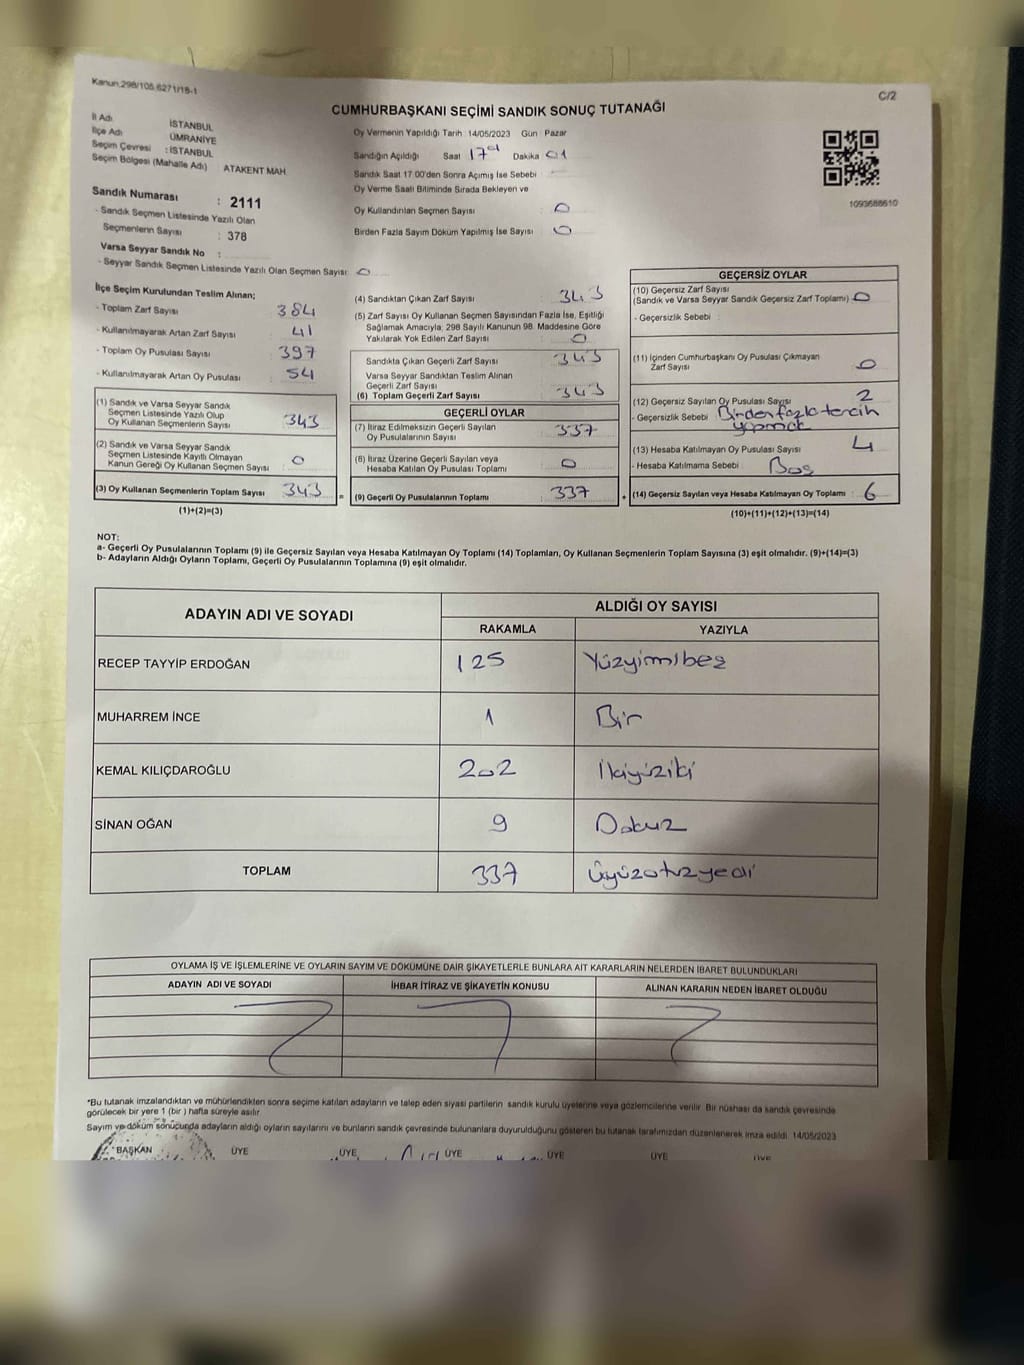 Kanun.298/105.6271/18-1
C/2
CUMHURBAŞKANI SEÇİMİ SANDIK SONUÇ TUTANAĞI
İl Adı İSTANBUL
İlçe Adı ÜMRANİYE
Seçim Çevresi : İSTANBUL
Seçim Bölgesi (Mahalle Adı) : ATAKENT MAH.
Sandık Numarası : 2111
- Sandık Seçmen Listesinde Yazılı Olan
Seçmenlerin Sayısı : 378
Varsa Seyyar Sandık No :
- Seyyar Sandık Seçmen Listesinde Yazılı Olan Seçmen Sayısı: 0
Oy Vermenin Yapıldığı Tarih :14/05/2023 Gün : Pazar
Sandığın Açıldığı Saat 17 Dakika 01
Sandık Saat 17.00'den Sonra Açımış İse Sebebi :
Oy Verme Saati Bitiminde Sırada Bekleyen ve
Oy Kullandırılan Seçmen Sayısı : 0
Birden Fazla Sayım Döküm Yapılmış İse Sayısı : 0
1093688610
İlçe Seçim Kurulundan Teslim Alınan;
- Toplam Zarf Sayısı : 384
- Kullanılmayarak Artan Zarf Sayısı : 41
- Toplam Oy Pusulası Sayısı : 397
- Kullanılmayarak Artan Oy Pusulası : 54
(1) Sandık ve Varsa Seyyar Sandık
Seçmen Listesinde Yazılı Olup
Oy Kullanan Seçmenlerin Sayısı : 343
(2) Sandık ve Varsa Seyyar Sandık
Seçmen Listesinde Kayıtlı Olmayan
Kanun Gereği Oy Kullanan Seçmen Sayısı : 0
(3) Oy Kullanan Seçmenlerin Toplam Sayısı : 343 =
(1)+(2)=(3)
(4) Sandıktan Çıkan Zarf Sayısı : 343
(5) Zarf Sayısı Oy Kullanan Seçmen Sayısından Fazla İse, Eşitliği
Sağlamak Amacıyla; 298 Sayılı Kanunun 98. Maddesine Göre
Yakılarak Yok Edilen Zarf Sayısı : 0
Sandıkta Çıkan Geçerli Zarf Sayısı : 343
Varsa Seyyar Sandıktan Teslim Alınan
Geçerli Zarf Sayısı :
(6) Toplam Geçerli Zarf Sayısı : 343
GEÇERLİ OYLAR
(7) İtiraz Edilmeksizin Geçerli Sayılan
Oy Pusulalarının Sayısı : 337
(8) İtiraz Üzerine Geçerli Sayılan veya
Hesaba Katılan Oy Pusulası Toplamı : 0
(9) Geçerli Oy Pusulalarının Toplamı : 337 +
GEÇERSİZ OYLAR
(10) Geçersiz Zarf Sayısı
(Sandık ve Varsa Seyyar Sandık Geçersiz Zarf Toplamı) : 0
- Geçersizlik Sebebi :
(11) İçinden Cumhurbaşkanı Oy Pusulası Çıkmayan
Zarf Sayısı : 0
(12) Geçersiz Sayılan Oy Pusulası Sayısı : 2
- Geçersizlik Sebebi : Birden fazla tercih
yapmak
(13) Hesaba Katılmayan Oy Pusulası Sayısı : 4
- Hesaba Katılmama Sebebi : Boş
(14) Geçersiz Sayılan veya Hesaba Katılmayan Oy Toplamı : 6
(10)+(11)+(12)+(13)=(14)
NOT:
a- Geçerli Oy Pusulalarının Toplamı (9) ile Geçersiz Sayılan veya Hesaba Katılmayan Oy Toplamı (14) Toplamları, Oy Kullanan Seçmenlerin Toplam Sayısına (3) eşit olmalıdır. (9)+(14)=(3)
b- Adayların Aldığı Oyların Toplamı, Geçerli Oy Pusulalarının Toplamına (9) eşit olmalıdır.
ADAYIN ADI VE SOYADI ALDIĞI OY SAYISI
RAKAMLA YAZIYLA
RECEP TAYYİP ERDOĞAN 125 Yüzyimibeş
MUHARREM İNCE 1 Bir
KEMAL KILIÇDAROĞLU 202 İkiyüziki
SİNAN OĞAN 9 Dokuz
TOPLAM 337 Üçyüzotuzyedi
OYLAMA İŞ VE İŞLEMLERİNE VE OYLARIN SAYIM VE DÖKÜMÜNE DAİR ŞİKAYETLERLE BUNLARA AİT KARARLARIN NELERDEN İBARET BULUNDUKLARI
ADAYIN ADI VE SOYADI İHBAR İTİRAZ VE ŞİKAYETİN KONUSU ALINAN KARARIN NEDEN İBARET OLDUĞU
*Bu tutanak imzalandıktan ve mühürlendikten sonra seçime katılan adayların ve talep eden siyasi partilerin sandık kurulu üyelerine veya gözlemcilerine verilir. Bir nüshası da sandık çevresinde
görülecek bir yere 1 (bir ) hafta süreyle asılır.
Sayım ve döküm sonucunda adayların aldığı oyların sayılarını ve bunların sandık çevresinde bulunanlara duyurulduğunu gösteren bu tutanak tarafımızdan düzenlenerek imza edildi. 14/05/2023
BAŞKAN ÜYE ÜYE ÜYE ÜYE ÜYE ÜYE